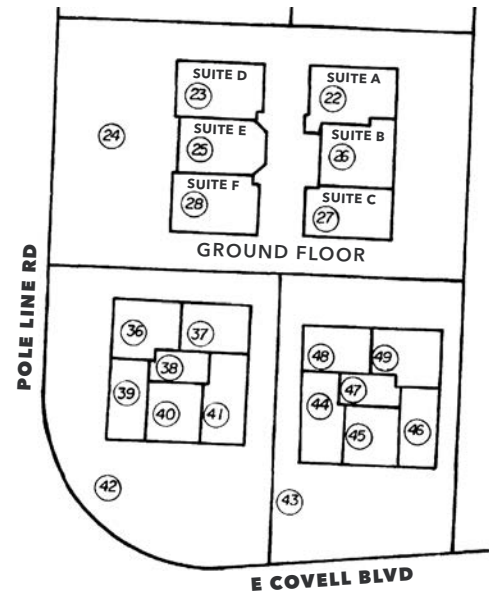 SUITE D
23
SUITE A
22
24
SUITE E
25
SUITE B
26
SUITE F
28
SUITE C
27
GROUND FLOOR
POLE LINE RD
36
37
38
39
40
41
48
49
47
44
45
46
42
43
E COVELL BLVD